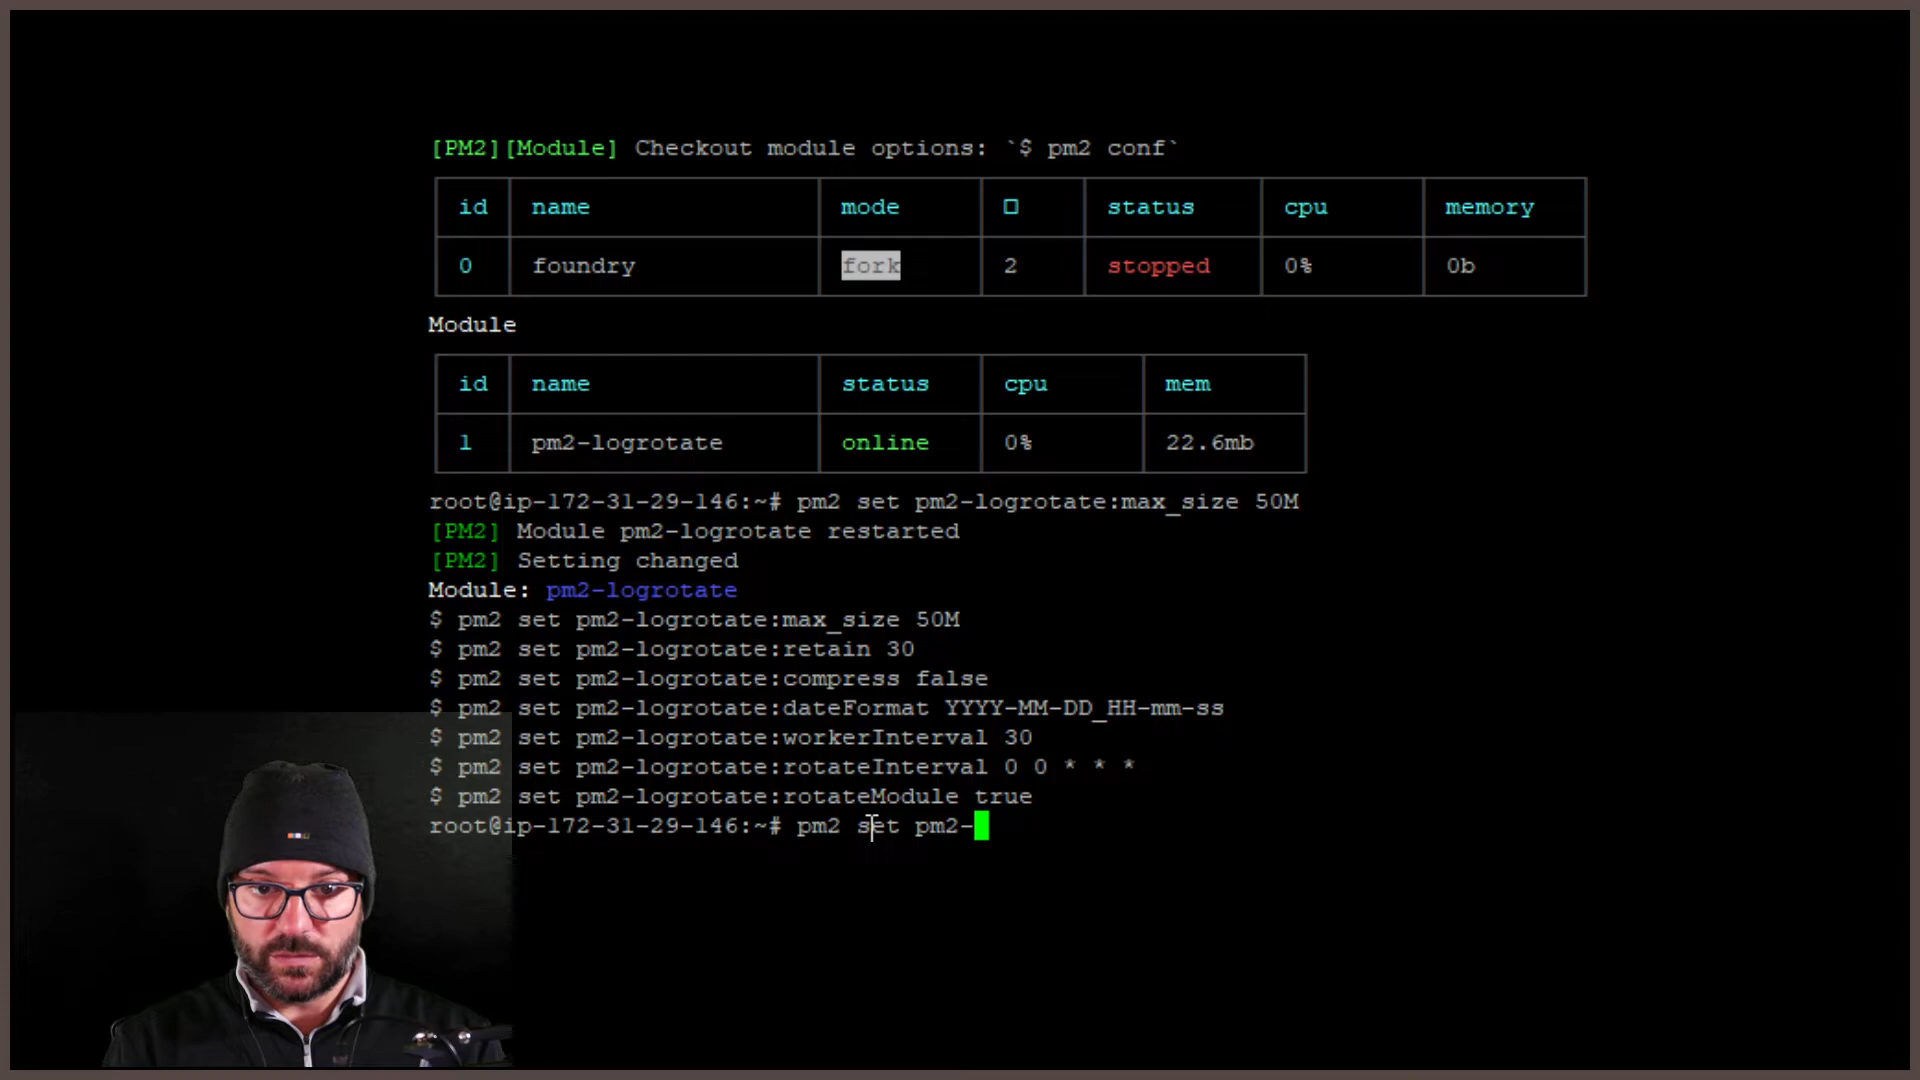 [PM2][Module] Checkout module options: `$ pm2 conf`
id name mode □ status cpu memory
0 foundry fork 2 stopped 0% 0b
Module
id name status cpu mem
1 pm2-logrotate online 0% 22.6mb
root@ip-172-31-29-146:~# pm2 set pm2-logrotate:max_size 50M
[PM2] Module pm2-logrotate restarted
[PM2] Setting changed
Module: pm2-logrotate
$ pm2 set pm2-logrotate:max_size 50M
$ pm2 set pm2-logrotate:retain 30
$ pm2 set pm2-logrotate:compress false
$ pm2 set pm2-logrotate:dateFormat YYYY-MM-DD_HH-mm-ss
$ pm2 set pm2-logrotate:workerInterval 30
$ pm2 set pm2-logrotate:rotateInterval 0 0 * * *
$ pm2 set pm2-logrotate:rotateModule true
root@ip-172-31-29-146:~# pm2 set pm2-